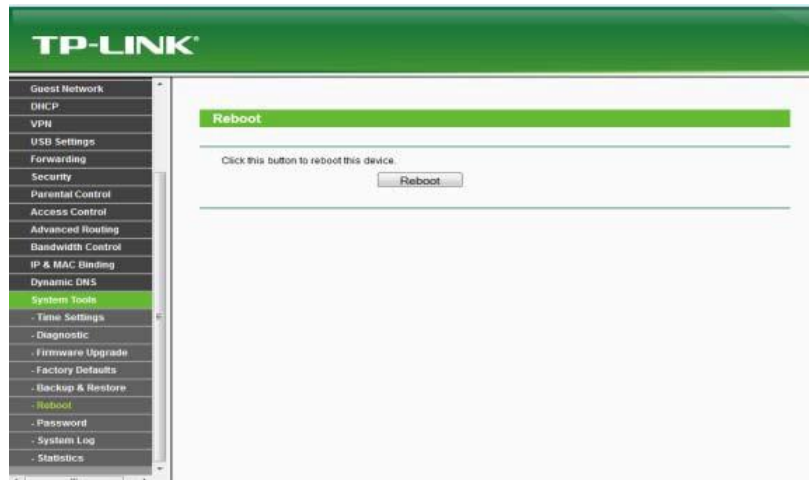 TP-LINK
Guest Network
DHCP
VPN
USB Settings
Forwarding
Security
Parental Control
Access Control
Advanced Routing
Bandwidth Control
IP & MAC Binding
Dynamic DNS
System Tools
- Time Settings
- Diagnostic
- Firmware Upgrade
- Factory Defaults
- Backup & Restore
- Reboot
- Password
- System Log
- Statistics
Reboot
Click this button to reboot this device.
Reboot